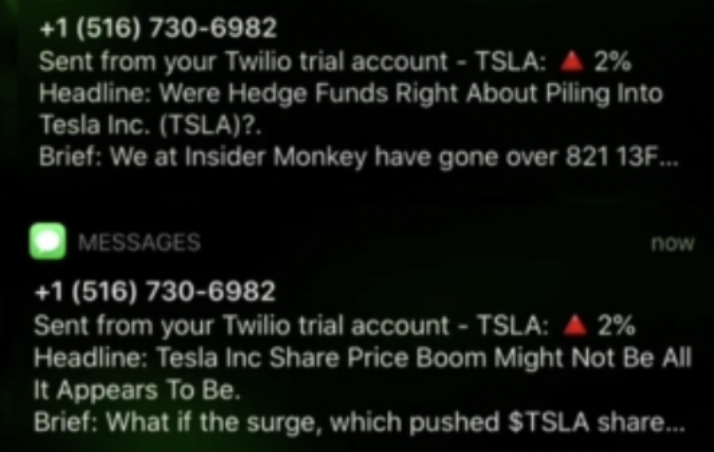 +1 (516) 730-6982
Sent from your Twilio trial account - TSLA: 🔺 2%
Headline: Were Hedge Funds Right About Piling Into
Tesla Inc. (TSLA)?.
Brief: We at Insider Monkey have gone over 821 13F...
MESSAGES now
+1 (516) 730-6982
Sent from your Twilio trial account - TSLA: 🔺 2%
Headline: Tesla Inc Share Price Boom Might Not Be All
It Appears To Be.
Brief: What if the surge, which pushed $TSLA share...